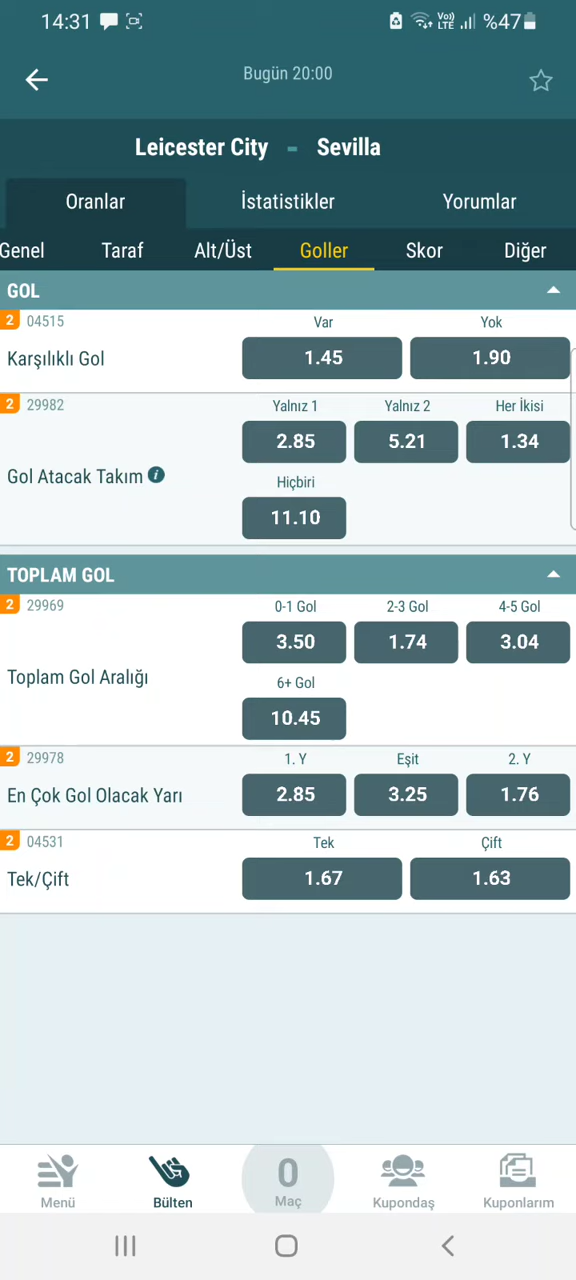 14:31 Vo)) LTE %47
Bugün 20:00
Leicester City - Sevilla
Oranlar İstatistikler Yorumlar
Genel Taraf Alt/Üst Goller Skor Diğer
GOL
2 04515 Var Yok
Karşılıklı Gol 1.45 1.90
2 29982 Yalnız 1 Yalnız 2 Her İkisi
2.85 5.21 1.34
Gol Atacak Takım i
Hiçbiri
11.10
TOPLAM GOL
2 29969 0-1 Gol 2-3 Gol 4-5 Gol
3.50 1.74 3.04
Toplam Gol Aralığı
6+ Gol
10.45
2 29978 1. Y Eşit 2. Y
En Çok Gol Olacak Yarı 2.85 3.25 1.76
2 04531 Tek Çift
Tek/Çift 1.67 1.63
0
Menü Bülten Maç Kupondaş Kuponlarım